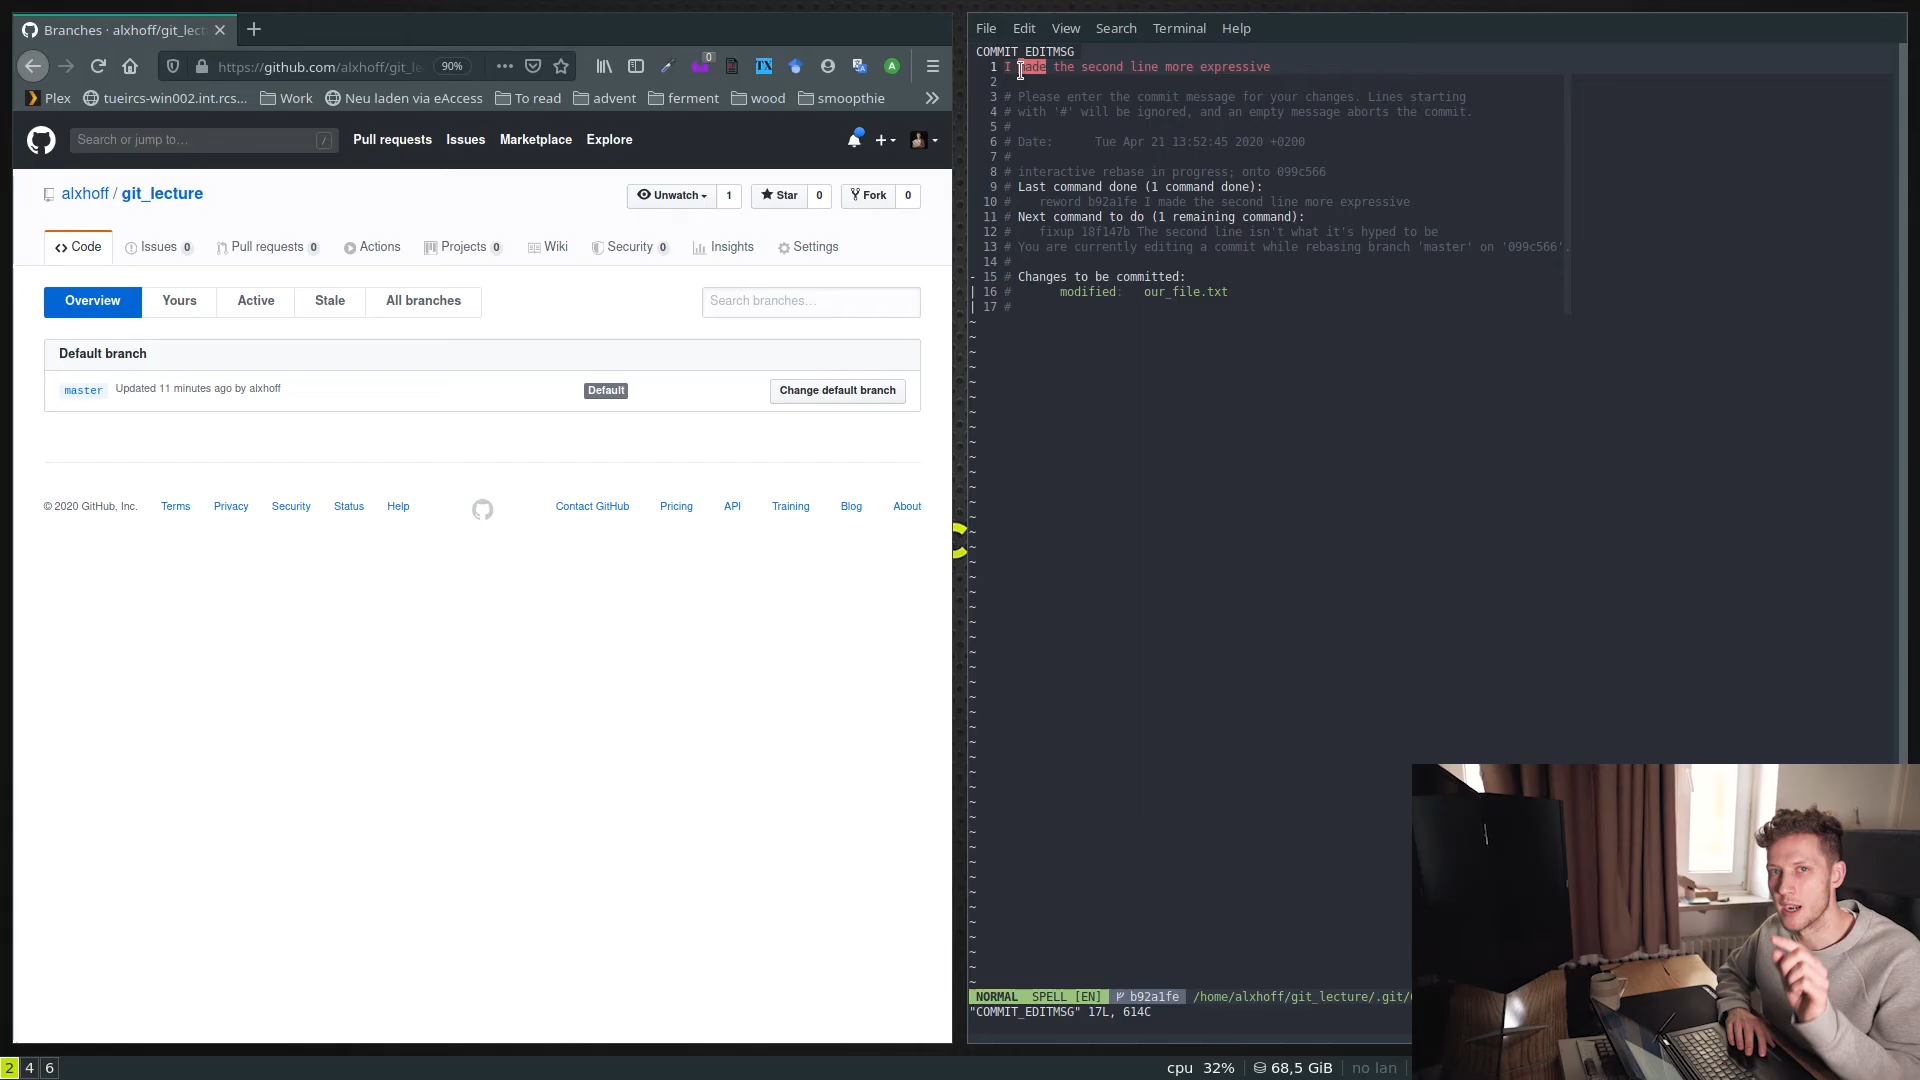 Branches · alxhoff/git_lect
https://github.com/alxhoff/git_le
90%
0
TX
A
Plex
tueircs-win002.int.rcs...
Work
Neu laden via eAccess
To read
advent
ferment
wood
smoopthie
Search or jump to...
/
Pull requests
Issues
Marketplace
Explore
alxhoff / git_lecture
Unwatch
1
Star
0
Fork
0
Code
Issues 0
Pull requests 0
Actions
Projects 0
Wiki
Security 0
Insights
Settings
Overview
Yours
Active
Stale
All branches
Search branches...
Default branch
master
Updated 11 minutes ago by alxhoff
Default
Change default branch
© 2020 GitHub, Inc.
Terms
Privacy
Security
Status
Help
Contact GitHub
Pricing
API
Training
Blog
About
File Edit View Search Terminal Help
COMMIT_EDITMSG
1 I made the second line more expressive
2
3 # Please enter the commit message for your changes. Lines starting
4 # with '#' will be ignored, and an empty message aborts the commit.
5 #
6 # Date: Tue Apr 21 13:52:45 2020 +0200
7 #
8 # interactive rebase in progress; onto 099c566
9 # Last command done (1 command done):
10 # reword b92a1fe I made the second line more expressive
11 # Next command to do (1 remaining command):
12 # fixup 18f147b The second line isn't what it's hyped to be
13 # You are currently editing a commit while rebasing branch 'master' on '099c566'.
14 #
- 15 # Changes to be committed:
| 16 # modified: our_file.txt
| 17 #
NORMAL SPELL [EN] b92a1fe /home/alxhoff/git_lecture/.git/
"COMMIT_EDITMSG" 17L, 614C
2 4 6
cpu 32%
68,5 GiB
no lan